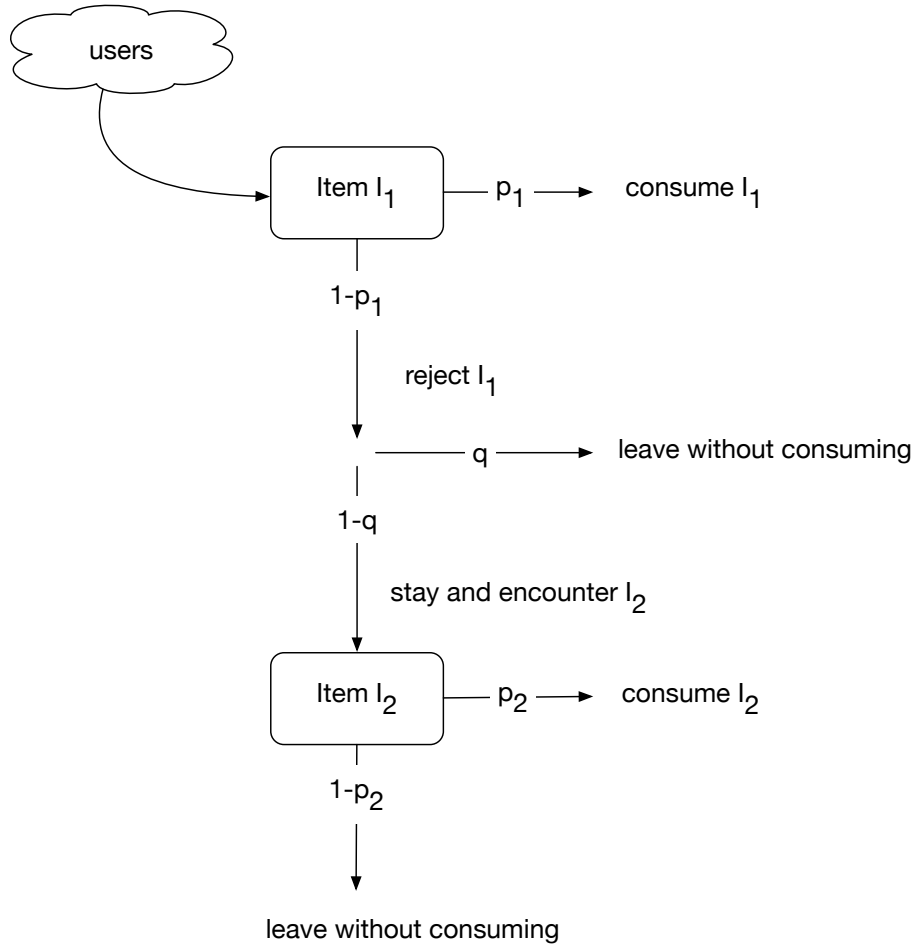 users
Item I1
p1
consume I1
1-p1
reject I1
q
leave without consuming
1-q
stay and encounter I2
Item I2
p2
consume I2
1-p2
leave without consuming